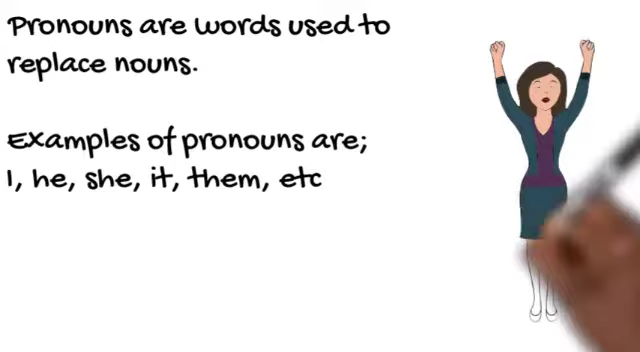 Pronouns are words used to
replace nouns.
Examples of pronouns are;
I, he, she, it, them, etc